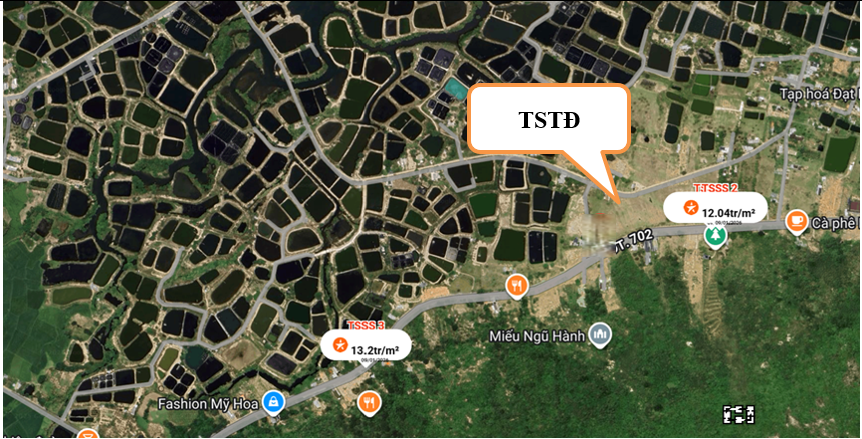 TSTĐ
Tạp hoá Đạt
TTSSS 2
12.04tr/m²
Cà phê
ĐT.702
TSSS 3
13.2tr/m²
Miếu Ngũ Hành
Fashion Mỹ Hoa